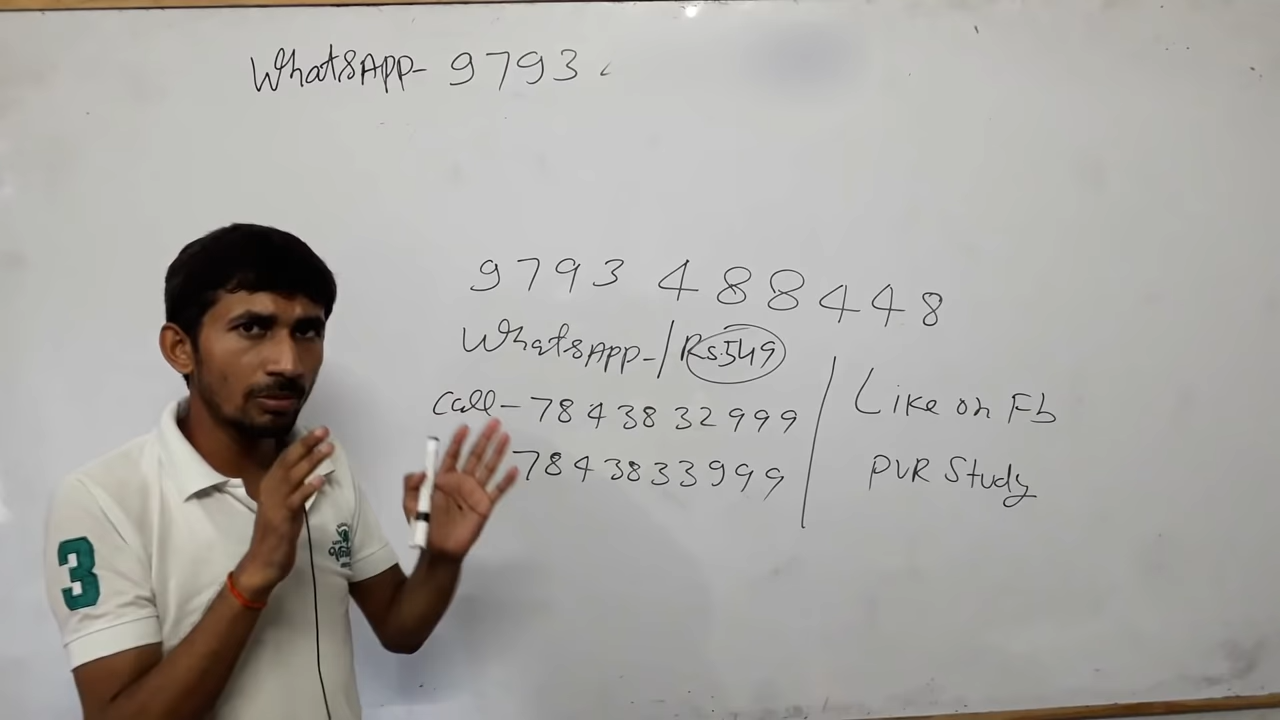 WhatsApp- 9793
9793 488448
WhatsApp-/Rs.549
Call-7843832999
7843833999
Like on Fb
PVR Study
3